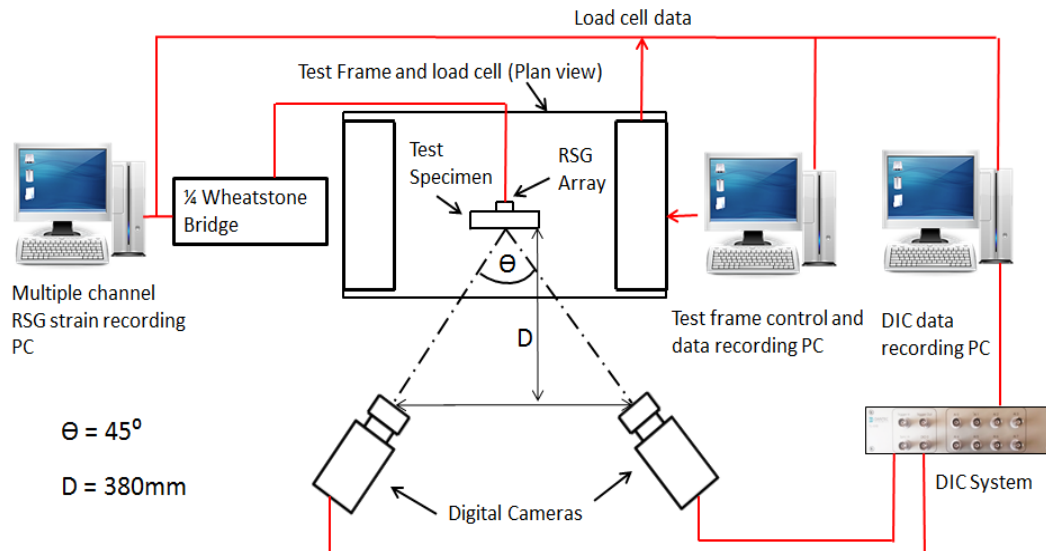 Load cell data
Test Frame and load cell (Plan view)
Test
Specimen
RSG
Array
¼ Wheatstone
Bridge
ϴ
D
Multiple channel
RSG strain recording
PC
Test frame control and
data recording PC
DIC data
recording PC
ϴ = 45⁰
D = 380mm
Digital Cameras
DIC System